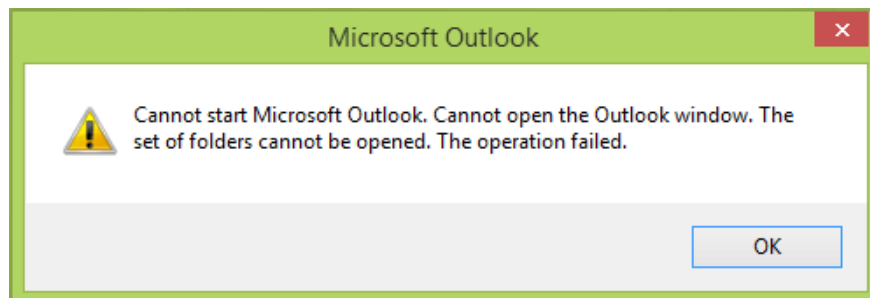 Microsoft Outlook
Cannot start Microsoft Outlook. Cannot open the Outlook window. The
set of folders cannot be opened. The operation failed.
OK